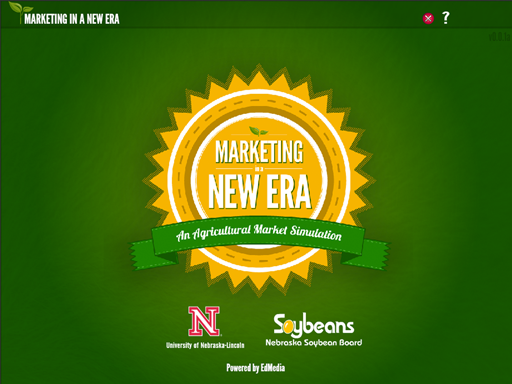 MARKETING IN A NEW ERA
?
MARKETING
IN A
NEW ERA
An Agricultural Market Simulation
N
University of Nebraska-Lincoln
Soybeans
Nebraska Soybean Board
Powered by EdMedia